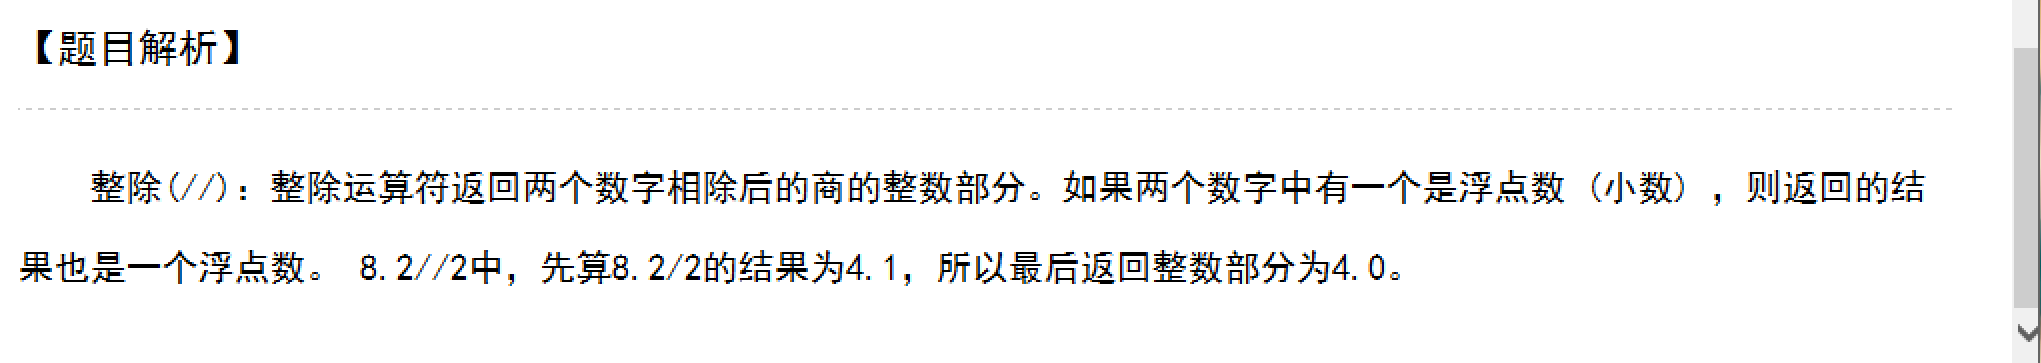 【题目解析】
整除(//)：整除运算符返回两个数字相除后的商的整数部分。如果两个数字中有一个是浮点数（小数），则返回的结
果也是一个浮点数。 8.2//2中，先算8.2/2的结果为4.1，所以最后返回整数部分为4.0。